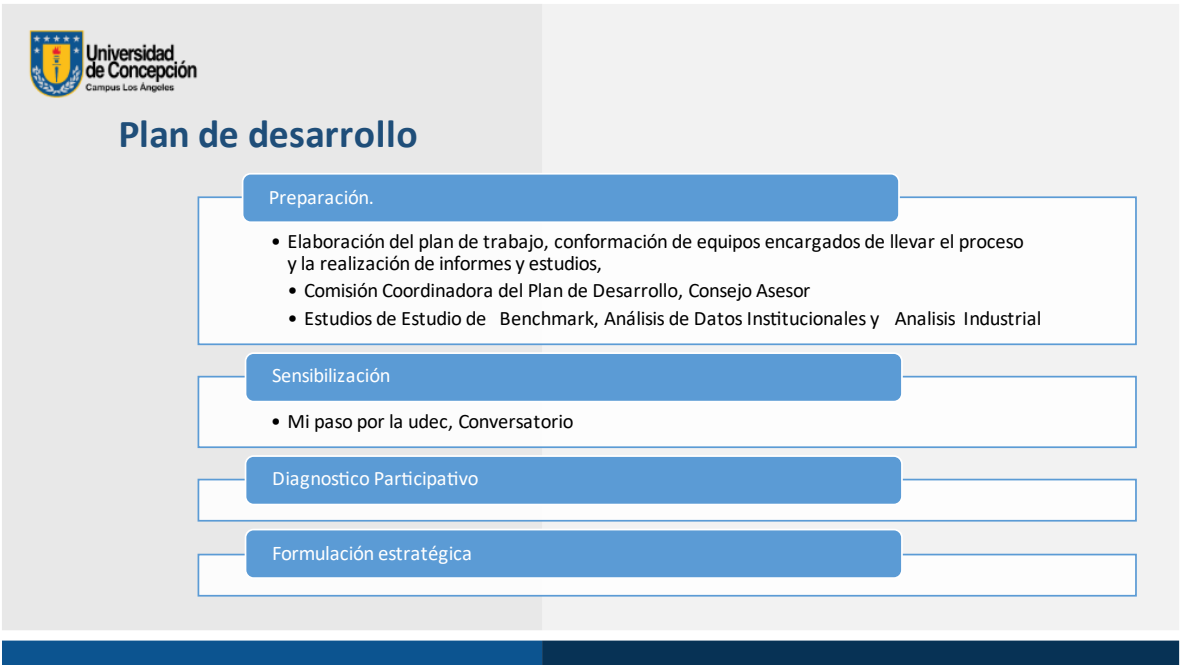 Universidad
de Concepción
Campus Los Ángeles
Plan de desarrollo
Preparación.
• Elaboración del plan de trabajo, conformación de equipos encargados de llevar el proceso
y la realización de informes y estudios,
• Comisión Coordinadora del Plan de Desarrollo, Consejo Asesor
• Estudios de Estudio de Benchmark, Análisis de Datos Institucionales y Analisis Industrial
Sensibilización
• Mi paso por la udec, Conversatorio
Diagnostico Participativo
Formulación estratégica